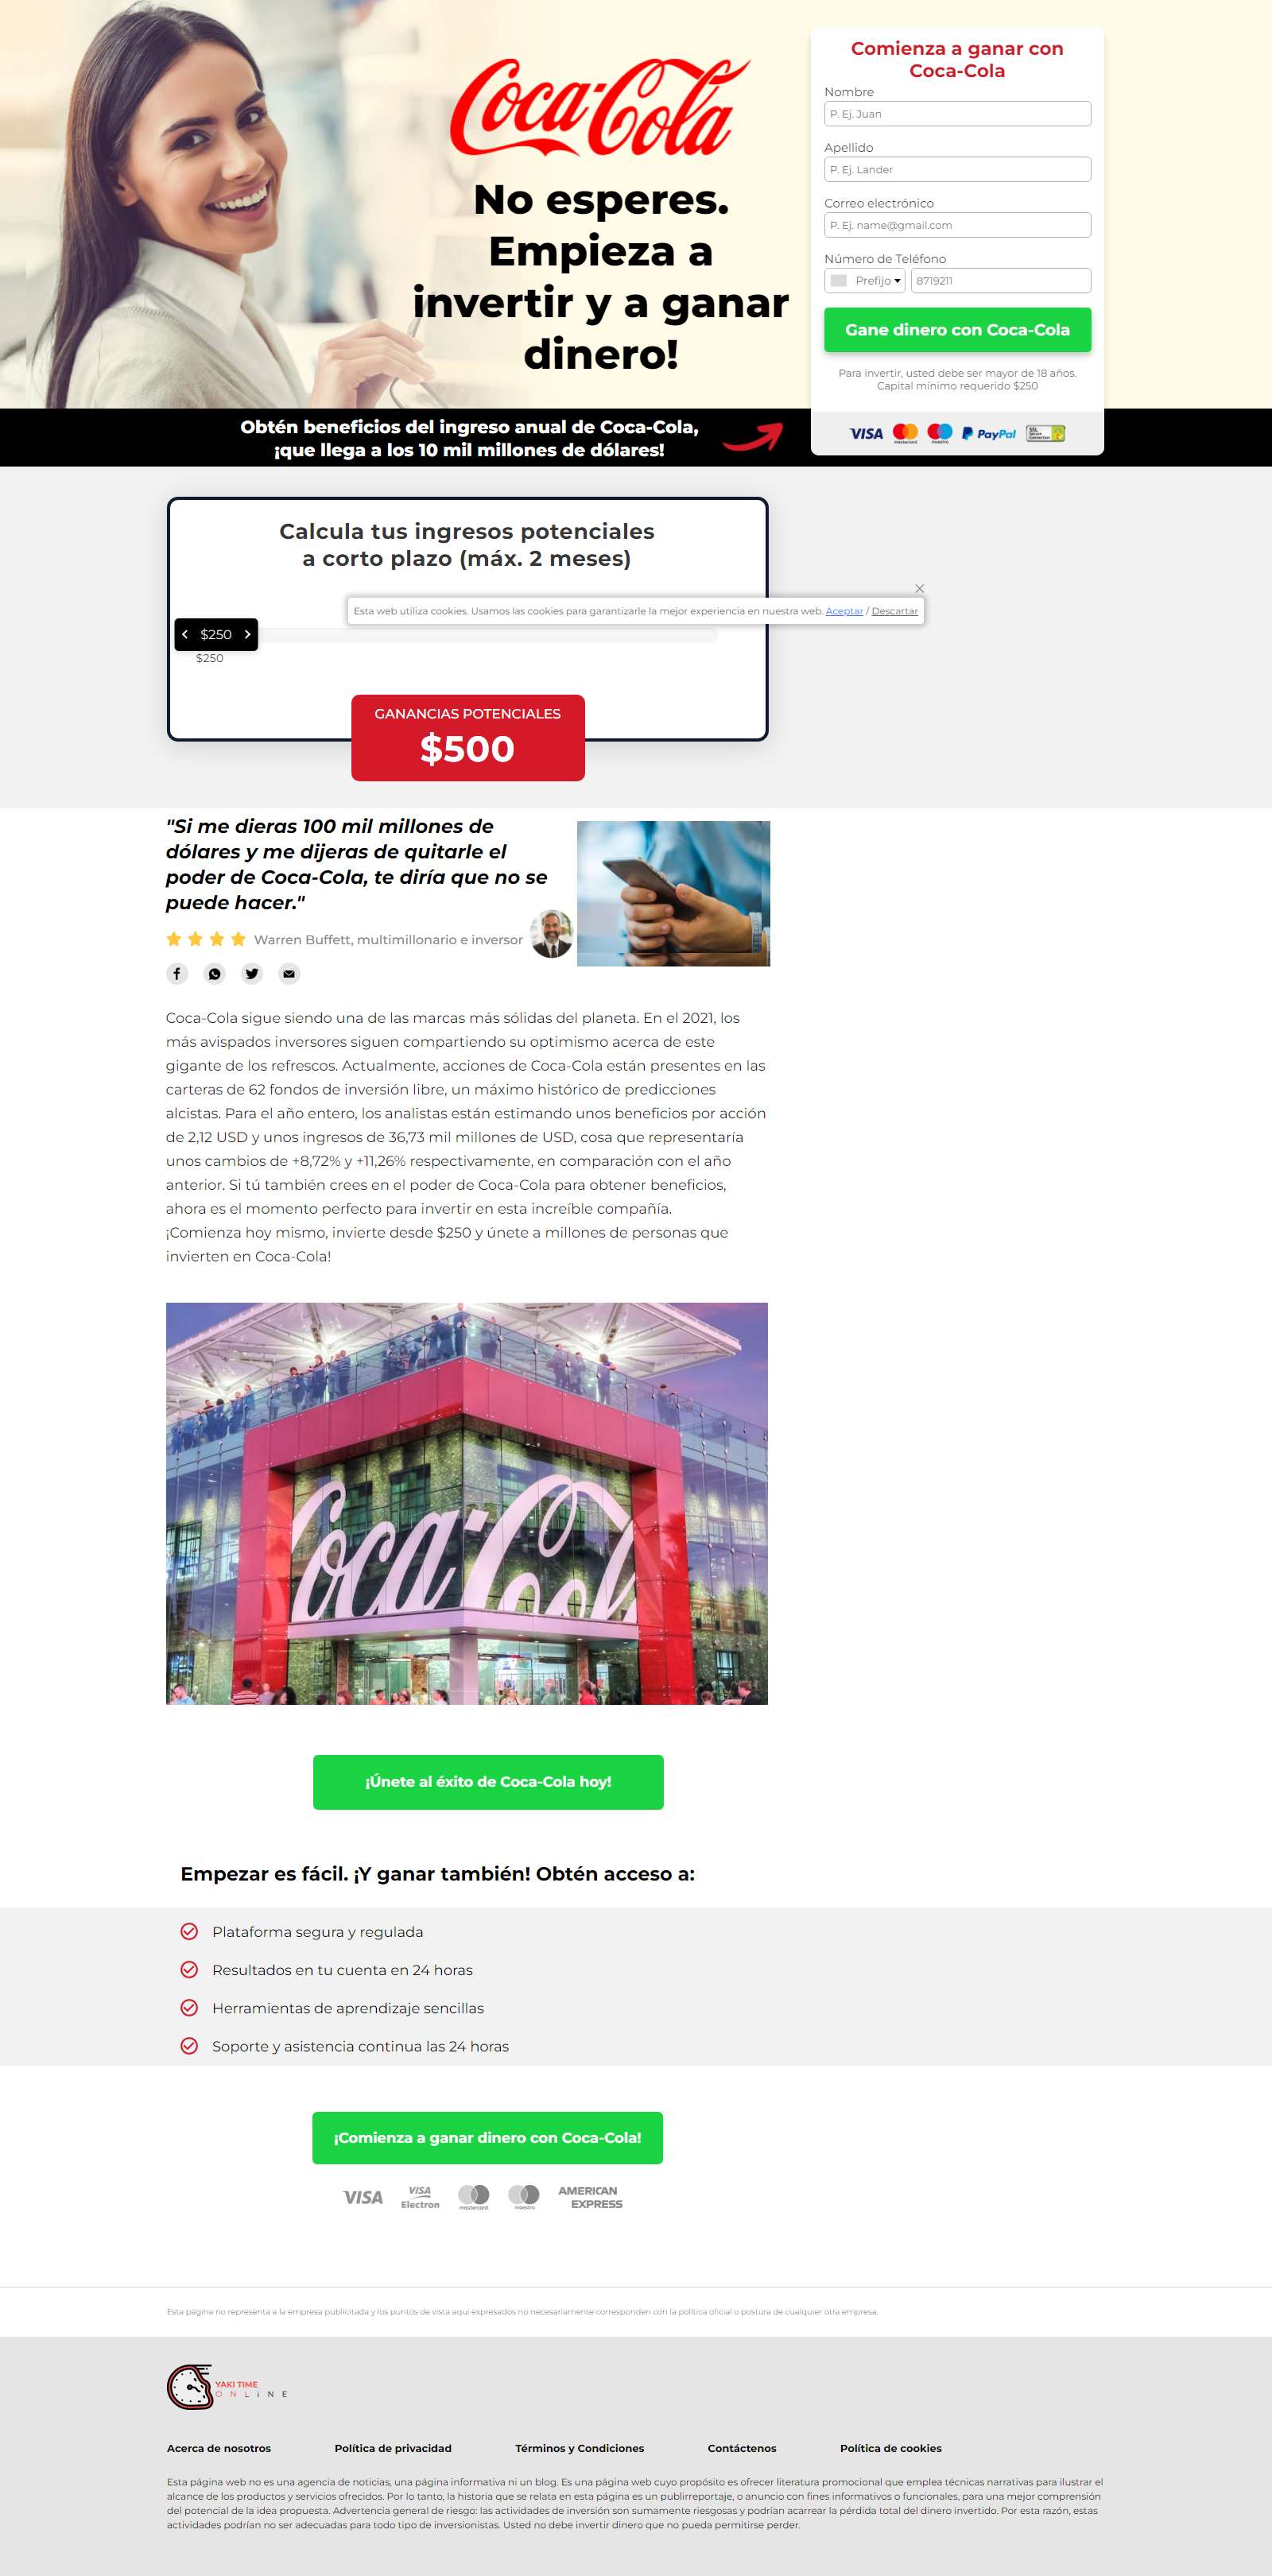 Coca-Cola
No esperes.
Empieza a
invertir y a ganar
dinero!
Obtén beneficios del ingreso anual de Coca-Cola,
¡que llega a los 10 mil millones de dólares!
Comienza a ganar con
Coca-Cola
Nombre
P. Ej. Juan
Apellido
P. Ej. Lander
Correo electrónico
P. Ej. name@gmail.com
Número de Teléfono
Prefijo 8719211
Gane dinero con Coca-Cola
Para invertir, usted debe ser mayor de 18 años.
Capital mínimo requerido $250
VISA mastercard maestro PayPal SSL Secure Connection
Calcula tus ingresos potenciales
a corto plazo (máx. 2 meses)
Esta web utiliza cookies. Usamos las cookies para garantizarle la mejor experiencia en nuestra web. Aceptar / Descartar
$250
$250
GANANCIAS POTENCIALES
$500
"Si me dieras 100 mil millones de
dólares y me dijeras de quitarle el
poder de Coca-Cola, te diría que no se
puede hacer."
Warren Buffett, multimillonario e inversor
Coca-Cola sigue siendo una de las marcas más sólidas del planeta. En el 2021, los
más avispados inversores siguen compartiendo su optimismo acerca de este
gigante de los refrescos. Actualmente, acciones de Coca-Cola están presentes en las
carteras de 62 fondos de inversión libre, un máximo histórico de predicciones
alcistas. Para el año entero, los analistas están estimando unos beneficios por acción
de 2,12 USD y unos ingresos de 36,73 mil millones de USD, cosa que representaría
unos cambios de +8,72% y +11,26% respectivamente, en comparación con el año
anterior. Si tú también crees en el poder de Coca-Cola para obtener beneficios,
ahora es el momento perfecto para invertir en esta increíble compañía.
¡Comienza hoy mismo, invierte desde $250 y únete a millones de personas que
invierten en Coca-Cola!
Coca-Cola
¡Únete al éxito de Coca-Cola hoy!
Empezar es fácil. ¡Y ganar también! Obtén acceso a:
Plataforma segura y regulada
Resultados en tu cuenta en 24 horas
Herramientas de aprendizaje sencillas
Soporte y asistencia continua las 24 horas
¡Comienza a ganar dinero con Coca-Cola!
VISA VISA Electron mastercard maestro AMERICAN EXPRESS
Esta página no representa a la empresa publicitada y los puntos de vista aquí expresados no necesariamente corresponden con la política oficial o postura de cualquier otra empresa.
YAKI TIME
ONLiNE
Acerca de nosotros Política de privacidad Términos y Condiciones Contáctenos Política de cookies
Esta página web no es una agencia de noticias, una página informativa ni un blog. Es una página web cuyo propósito es ofrecer literatura promocional que emplea técnicas narrativas para ilustrar el
alcance de los productos y servicios ofrecidos. Por lo tanto, la historia que se relata en esta página es un publirreportaje, o anuncio con fines informativos o funcionales, para una mejor comprensión
del potencial de la idea propuesta. Advertencia general de riesgo: las actividades de inversión son sumamente riesgosas y podrían acarrear la pérdida total del dinero invertido. Por esta razón, estas
actividades podrían no ser adecuadas para todo tipo de inversionistas. Usted no debe invertir dinero que no pueda permitirse perder.